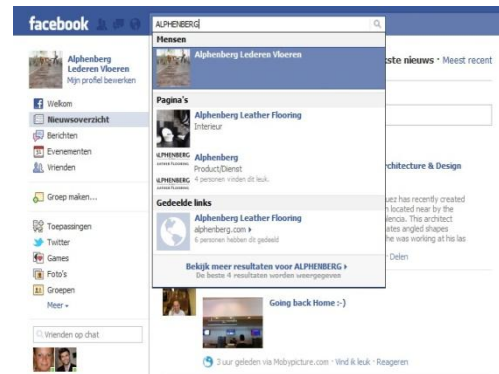 facebook
ALPHENBERG
Alphenberg
Lederen Vloeren
Mijn profiel bewerken
Welkom
Nieuwsoverzicht
Berichten
Evenementen
Vrienden
Groep maken...
Toepassingen
Twitter
Games
Foto's
Groepen
Meer
Vrienden op chat
Mensen
Alphenberg Lederen Vloeren
Pagina's
Alphenberg Leather Flooring
Interieur
ALPHENBERG
Alphenberg
Product/Dienst
4 personen vinden dit leuk.
ALPHENBERG
Gedeelde links
Alphenberg Leather Flooring
alphenberg.com
6 personen hebben dit gedeeld
Bekijk meer resultaten voor ALPHENBERG
De beste 4 resultaten worden weergegeven
kste nieuws · Meest recent
rchitecture & Design
uez has recently created
n located near by the
lencia. This architect
ates angled shapes
he was working at his las
· Delen
Going back Home :-)
3 uur geleden via Mobypicture.com · Vind ik leuk · Reageren